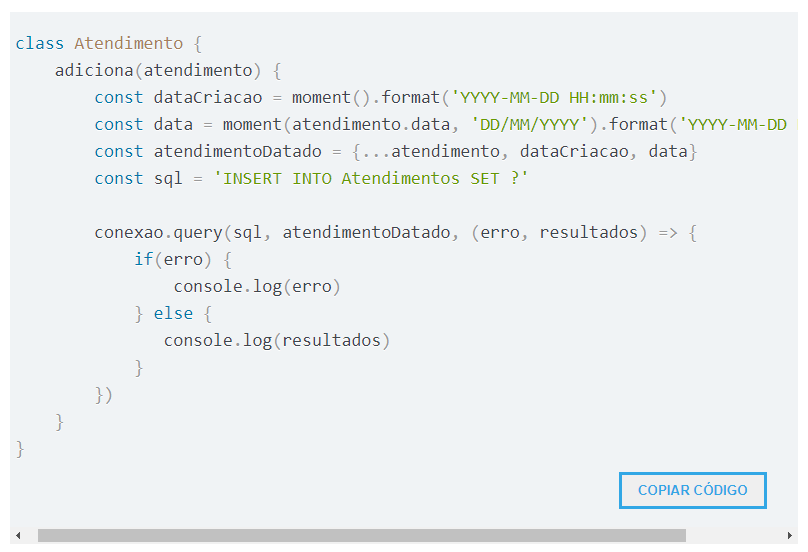 class Atendimento {
    adiciona(atendimento) {
        const dataCriacao = moment().format('YYYY-MM-DD HH:mm:ss')
        const data = moment(atendimento.data, 'DD/MM/YYYY').format('YYYY-MM-DD
        const atendimentoDatado = {...atendimento, dataCriacao, data}
        const sql = 'INSERT INTO Atendimentos SET ?'

        conexao.query(sql, atendimentoDatado, (erro, resultados) => {
            if(erro) {
                console.log(erro)
            } else {
               console.log(resultados)
            }
        })
    }
}
COPIAR CÓDIGO